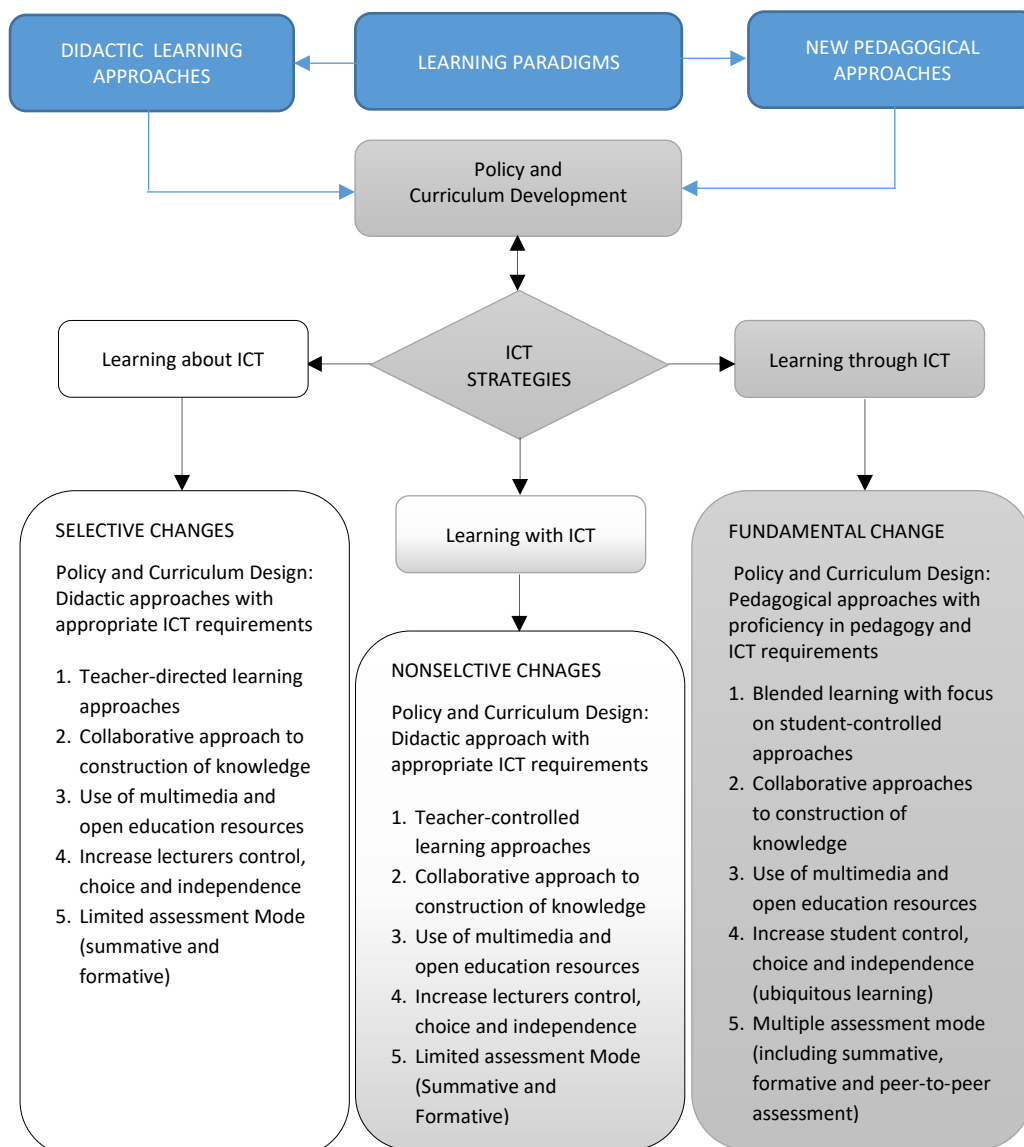 DIDACTIC LEARNING
APPROACHES
LEARNING PARADIGMS
NEW PEDAGOGICAL
APPROACHES
Policy and
Curriculum Development
Learning about ICT
ICT
STRATEGIES
Learning through ICT
Learning with ICT
SELECTIVE CHANGES
Policy and Curriculum Design:
Didactic approaches with
appropriate ICT requirements
1. Teacher-directed learning
approaches
2. Collaborative approach to
construction of knowledge
3. Use of multimedia and
open education resources
4. Increase lecturers control,
choice and independence
5. Limited assessment Mode
(summative and
formative)
NONSELCTIVE CHNAGES
Policy and Curriculum Design:
Didactic approach with
appropriate ICT requirements
1. Teacher-controlled
learning approaches
2. Collaborative approach to
construction of knowledge
3. Use of multimedia and
open education resources
4. Increase lecturers control,
choice and independence
5. Limited assessment Mode
(Summative and
Formative)
FUNDAMENTAL CHANGE
Policy and Curriculum Design:
Pedagogical approaches with
proficiency in pedagogy and
ICT requirements
1. Blended learning with focus
on student-controlled
approaches
2. Collaborative approaches
to construction of
knowledge
3. Use of multimedia and
open education resources
4. Increase student control,
choice and independence
(ubiquitous learning)
5. Multiple assessment mode
(including summative,
formative and peer-to-peer
assessment)